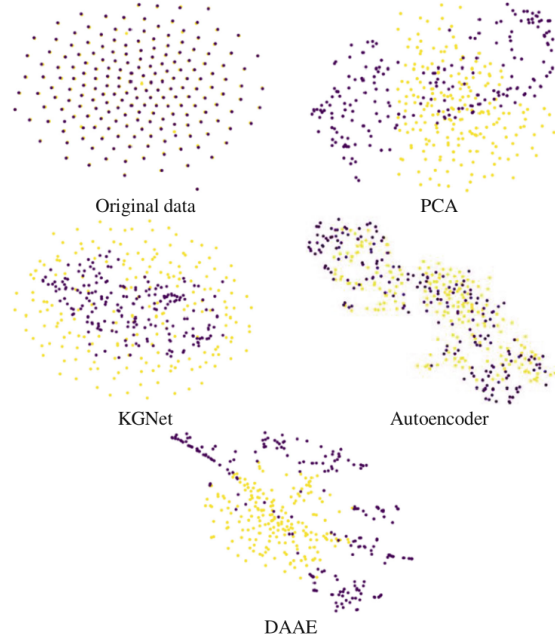 Original data
PCA
KGNet
Autoencoder
DAAE